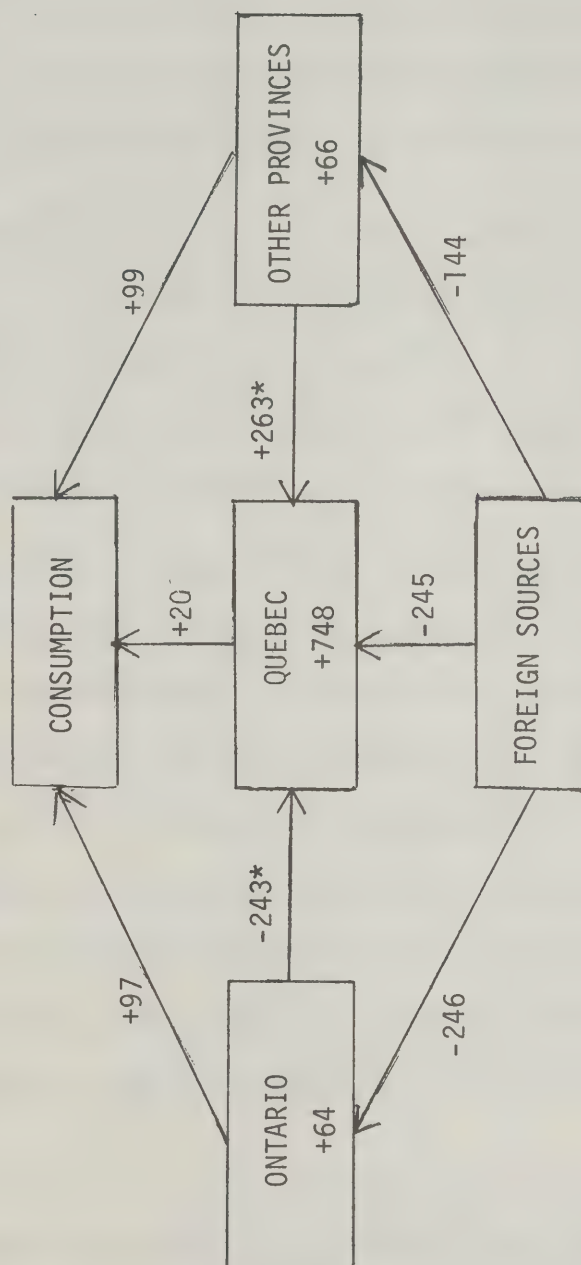 CONSUMPTION
+97
+20
+99
ONTARIO
+64
-243*
QUEBEC
+748
+263*
OTHER PROVINCES
+66
-246
-245
-144
FOREIGN SOURCES